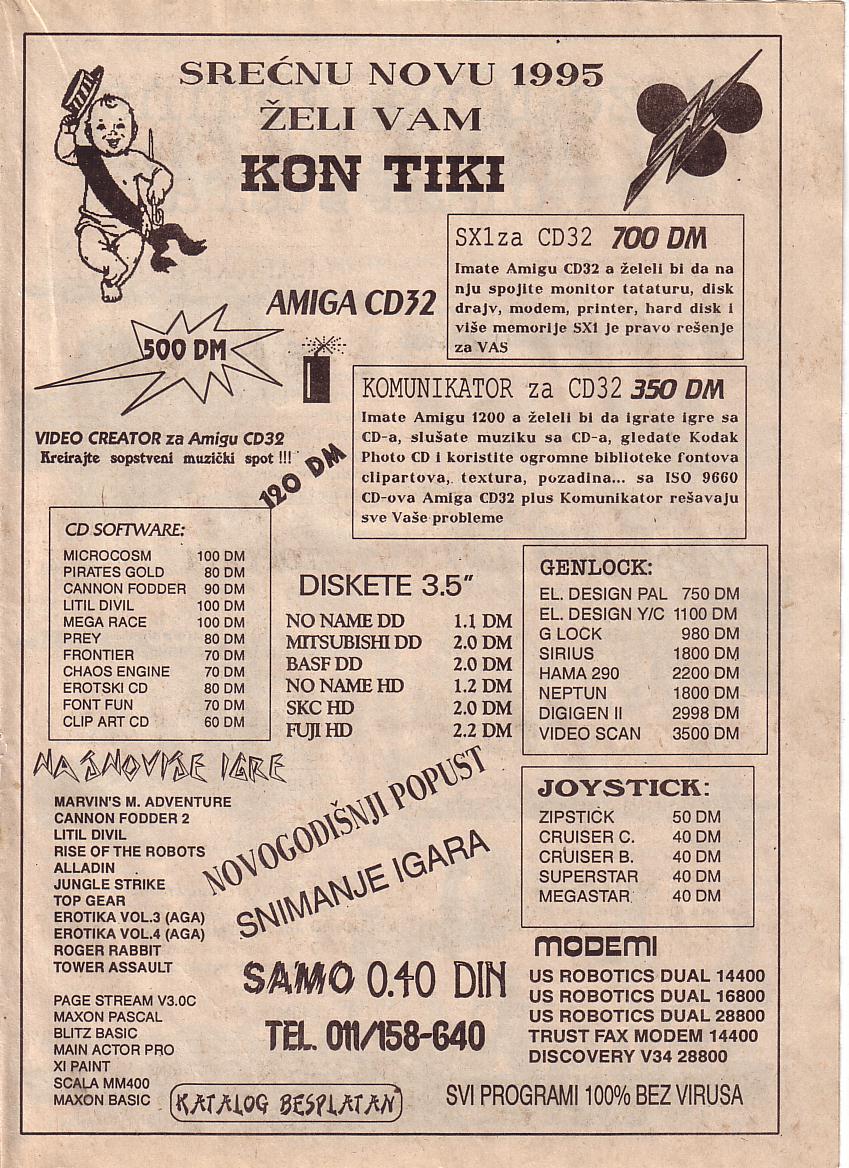 SREĆNU NOVU 1995
ŽELI VAM
KON TIKI
SX1za CD32 700 DM
Imate Amigu CD32 a želeli bi da na
nju spojite monitor tataturu, disk
drajv, modem, printer, hard disk i
više memorije SX1 je pravo rešenje
za VAS
AMIGA CD32
500 DM
KOMUNIKATOR za CD32 350 DM
Imate Amigu 1200 a želeli bi da igrate igre sa
CD-a, slušate muziku sa CD-a, gledate Kodak
Photo CD i koristite ogromne biblioteke fontova
clipartova, textura, pozadina... sa ISO 9660
CD-ova Amiga CD32 plus Komunikator rešavaju
sve Vaše probleme
VIDEO CREATOR za Amigu CD32
Kreirajte sopstveni muzički spot !!!
120 DM
CD SOFTWARE:
MICROCOSM 100 DM
PIRATES GOLD 80 DM
CANNON FODDER 90 DM
LITIL DIVIL 100 DM
MEGA RACE 100 DM
PREY 80 DM
FRONTIER 70 DM
CHAOS ENGINE 70 DM
EROTSKI CD 80 DM
FONT FUN 70 DM
CLIP ART CD 60 DM
DISKETE 3.5"
NO NAME DD 1.1 DM
MITSUBISHI DD 2.0 DM
BASF DD 2.0 DM
NO NAME HD 1.2 DM
SKC HD 2.0 DM
FUJI HD 2.2 DM
GENLOCK:
EL. DESIGN PAL 750 DM
EL. DESIGN Y/C 1100 DM
G LOCK 980 DM
SIRIUS 1800 DM
HAMA 290 2200 DM
NEPTUN 1800 DM
DIGIGEN II 2998 DM
VIDEO SCAN 3500 DM
NAJNOVIJE IGRE
MARVIN'S M. ADVENTURE
CANNON FODDER 2
LITIL DIVIL
RISE OF THE ROBOTS
ALLADIN
JUNGLE STRIKE
TOP GEAR
EROTIKA VOL.3 (AGA)
EROTIKA VOL.4 (AGA)
ROGER RABBIT
TOWER ASSAULT
PAGE STREAM V3.0C
MAXON PASCAL
BLITZ BASIC
MAIN ACTOR PRO
XI PAINT
SCALA MM400
MAXON BASIC
NOVOGODIŠNJI POPUST
SNIMANJE IGARA
SAMO 0.40 DIN
TEL. 011/158-640
KATALOG BESPLATAN
JOYSTICK:
ZIPSTICK 50 DM
CRUISER C. 40 DM
CRUISER B. 40 DM
SUPERSTAR 40 DM
MEGASTAR 40 DM
MODEMI
US ROBOTICS DUAL 14400
US ROBOTICS DUAL 16800
US ROBOTICS DUAL 28800
TRUST FAX MODEM 14400
DISCOVERY V34 28800
SVI PROGRAMI 100% BEZ VIRUSA